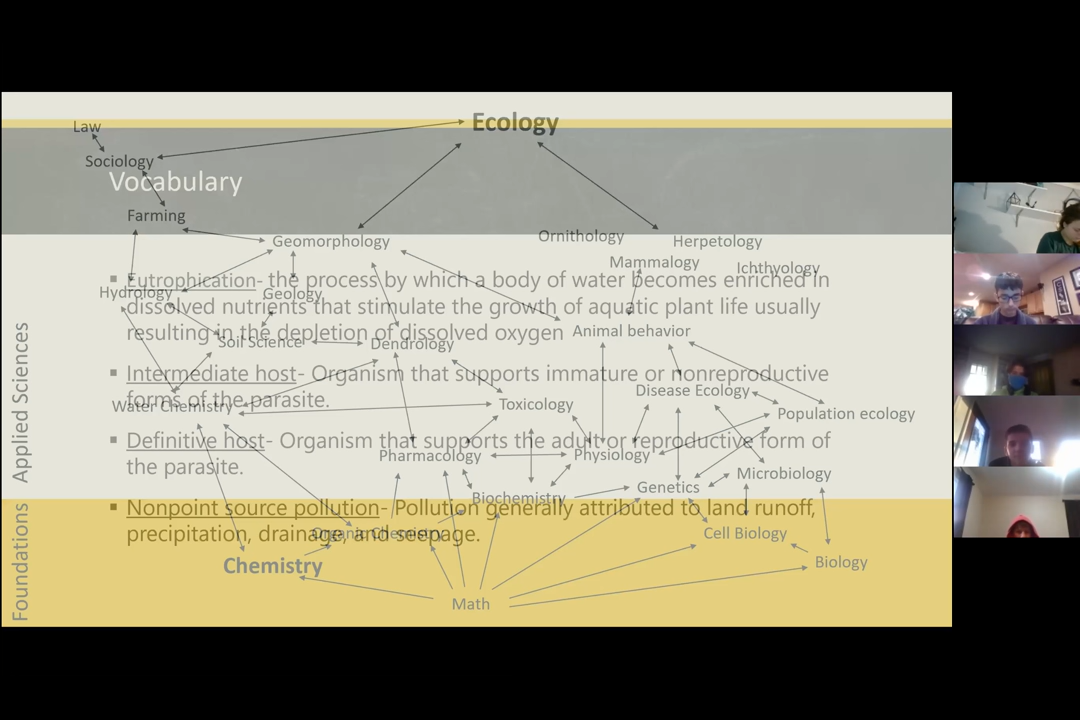 Ecology
Law
Sociology
Vocabulary
Farming
Geomorphology
Ornithology
Herpetology
Mammalogy
Ichthyology
Hydrology
Geology
Eutrophication- the process by which a body of water becomes enriched in
dissolved nutrients that stimulate the growth of aquatic plant life usually
resulting in the depletion of dissolved oxygen
Animal behavior
Soil Science
Dendrology
Intermediate host- Organism that supports immature or nonreproductive
forms of the parasite.
Disease Ecology
Water Chemistry
Toxicology
Population ecology
Definitive host- Organism that supports the adult or reproductive form of
the parasite.
Pharmacology
Physiology
Microbiology
Genetics
Biochemistry
Nonpoint source pollution- Pollution generally attributed to land runoff,
precipitation, drainage, and seepage.
Organic Chemistry
Cell Biology
Chemistry
Biology
Math
Applied Sciences
Foundations